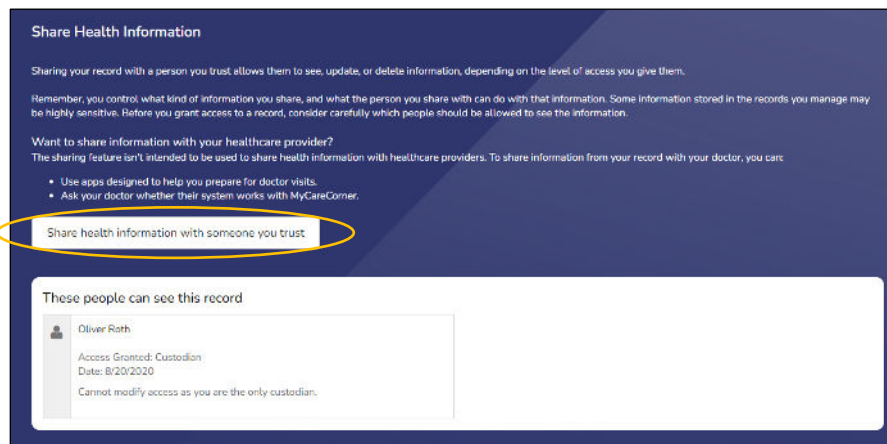 Share Health Information
Sharing your record with a person you trust allows them to see, update, or delete information, depending on the level of access you give them.
Remember, you control what kind of information you share, and what the person you share with can do with that information. Some information stored in the records you manage may
be highly sensitive. Before you grant access to a record, consider carefully which people should be allowed to see the information.
Want to share information with your healthcare provider?
The sharing feature isn't intended to be used to share health information with healthcare providers. To share information from your record with your doctor, you can:
• Use apps designed to help you prepare for doctor visits.
• Ask your doctor whether their system works with MyCareCorner.
Share health information with someone you trust
These people can see this record
Oliver Roth
Access Granted: Custodian
Date: 8/20/2020
Cannot modify access as you are the only custodian.